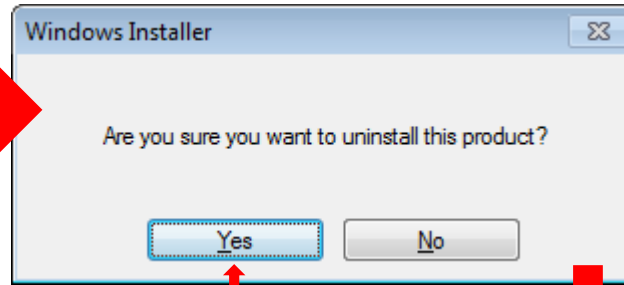 Windows Installer
Are you sure you want to uninstall this product?
Yes
No